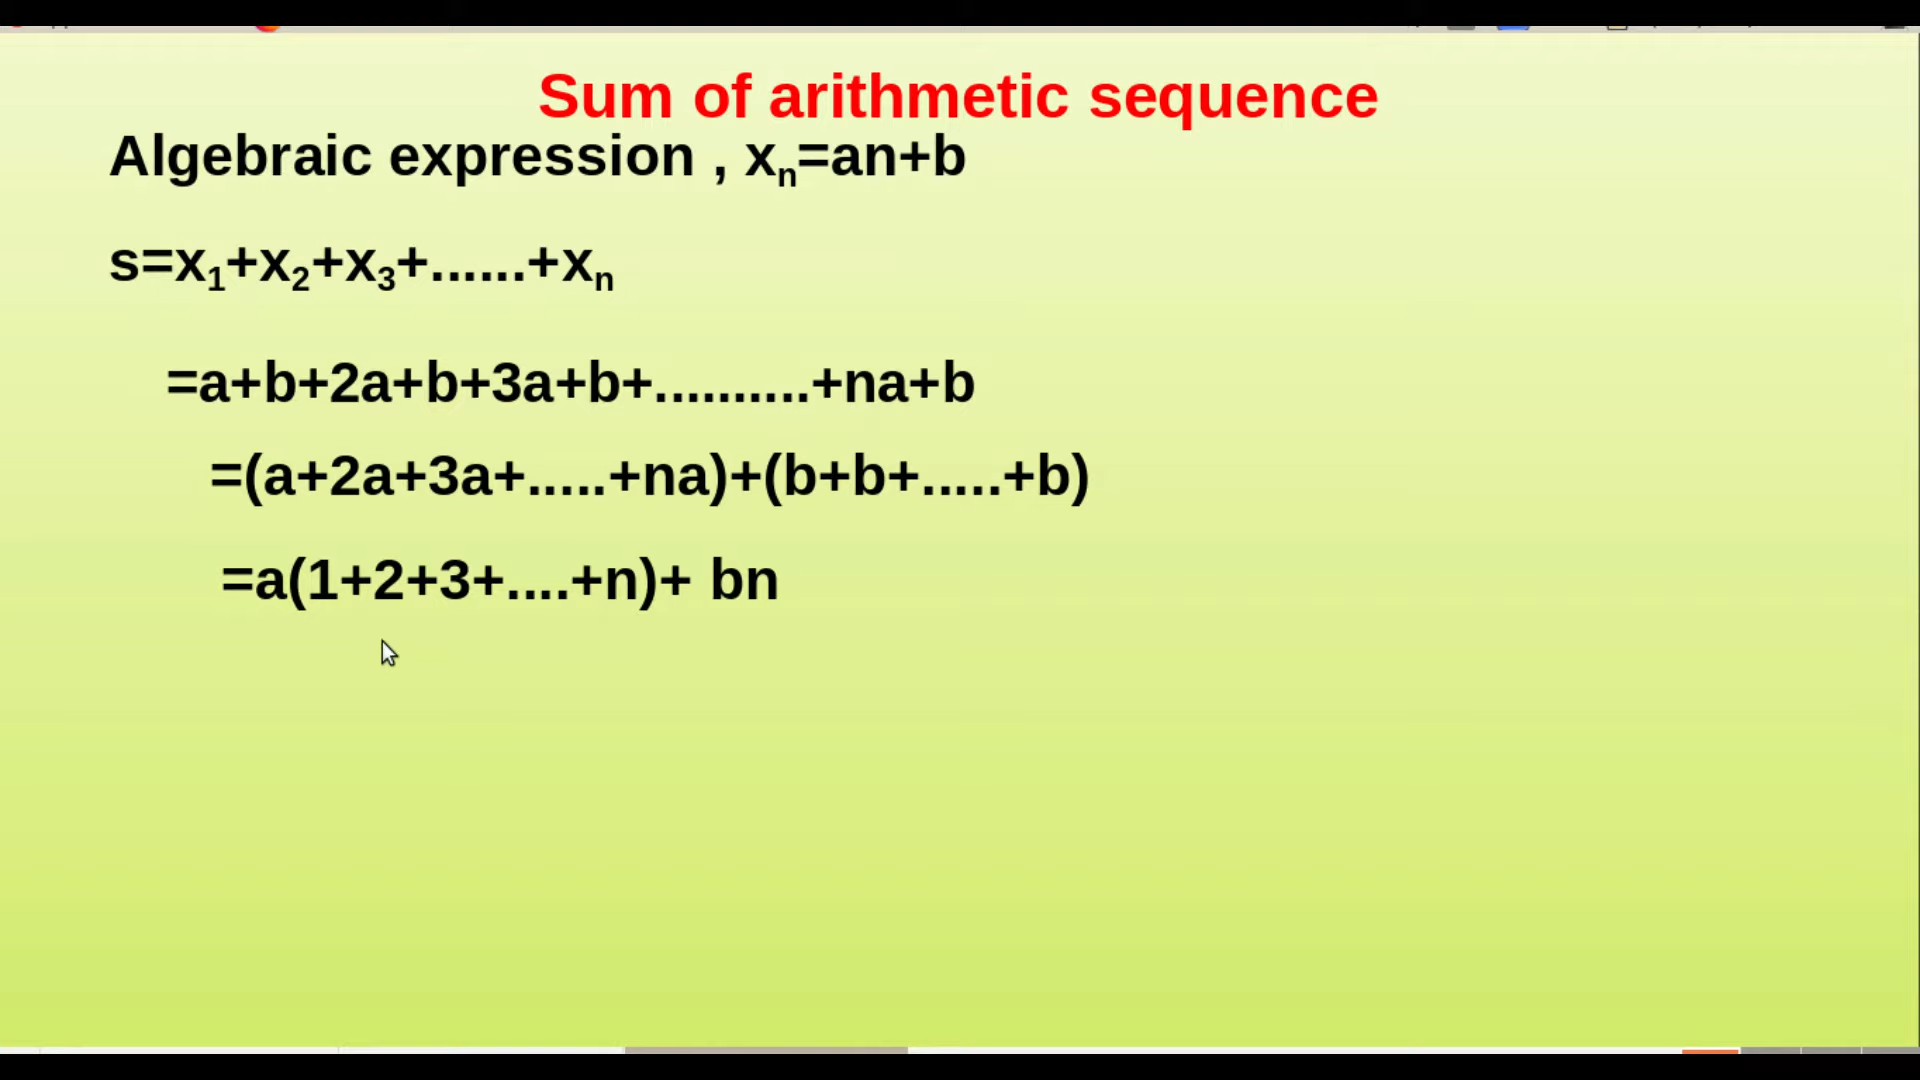 Sum of arithmetic sequence
Algebraic expression , xₙ=an+b
s=x₁+x₂+x₃+......+xₙ
=a+b+2a+b+3a+b+..........+na+b
=(a+2a+3a+.....+na)+(b+b+.....+b)
=a(1+2+3+....+n)+ bn